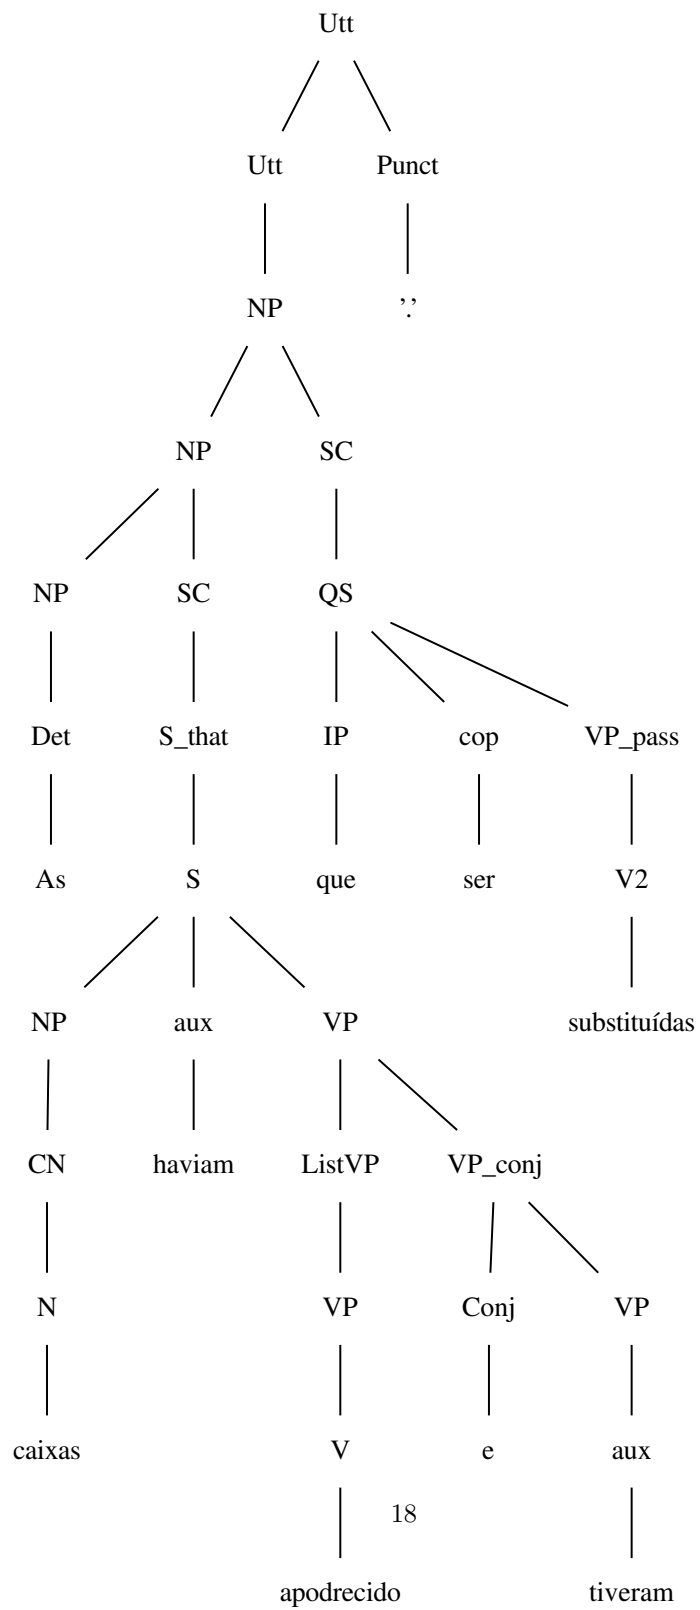 Utt
Utt Punct
NP '.'
NP SC
NP SC QS
Det S_that IP cop VP_pass
As S que ser V2
NP aux VP substituídas
CN haviam ListVP VP_conj
N VP Conj VP
caixas V e aux
18
apodrecido tiveram